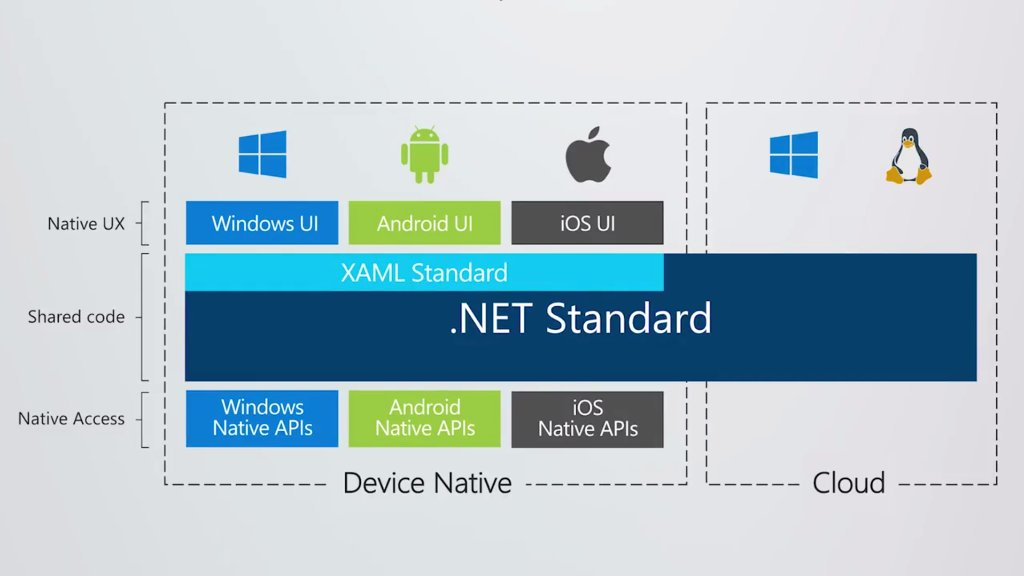 Native UX
Windows UI
Android UI
iOS UI
Shared code
XAML Standard
.NET Standard
Native Access
Windows
Native APIs
Android
Native APIs
iOS
Native APIs
Device Native
Cloud